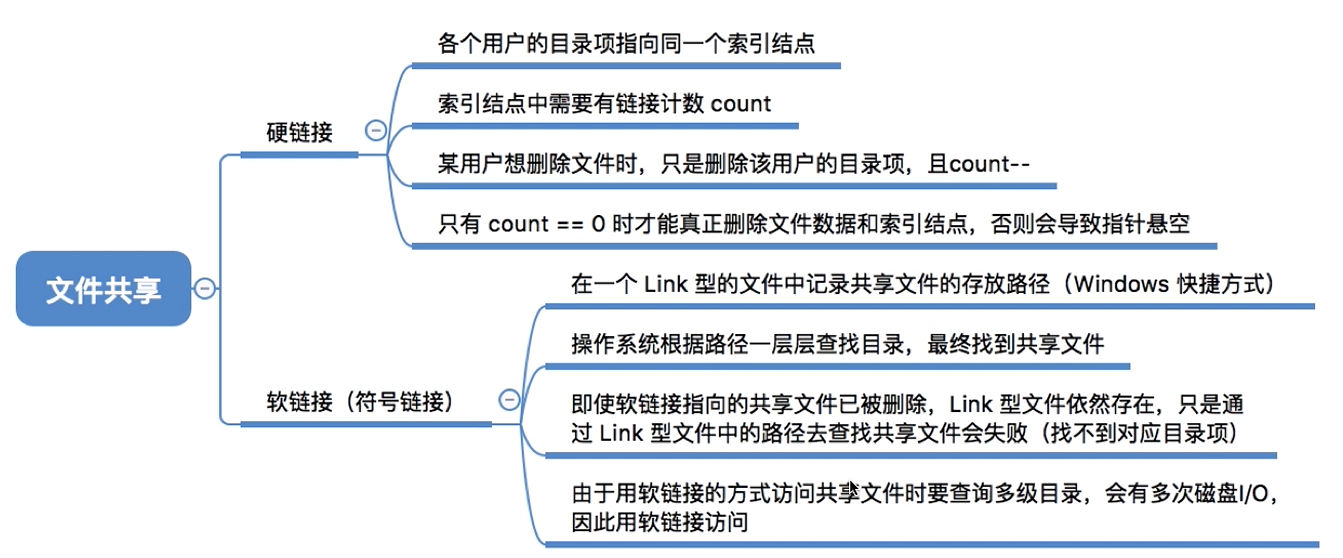 文件共享
硬链接
各个用户的目录项指向同一个索引结点
索引结点中需要有链接计数 count
某用户想删除文件时，只是删除该用户的目录项，且count--
只有 count == 0 时才能真正删除文件数据和索引结点，否则会导致指针悬空
软链接（符号链接）
在一个 Link 型的文件中记录共享文件的存放路径（Windows 快捷方式）
操作系统根据路径一层层查找目录，最终找到共享文件
即使软链接指向的共享文件已被删除，Link 型文件依然存在，只是通
过 Link 型文件中的路径去查找共享文件会失败（找不到对应目录项）
由于用软链接的方式访问共享文件时要查询多级目录，会有多次磁盘I/O，
因此用软链接访问